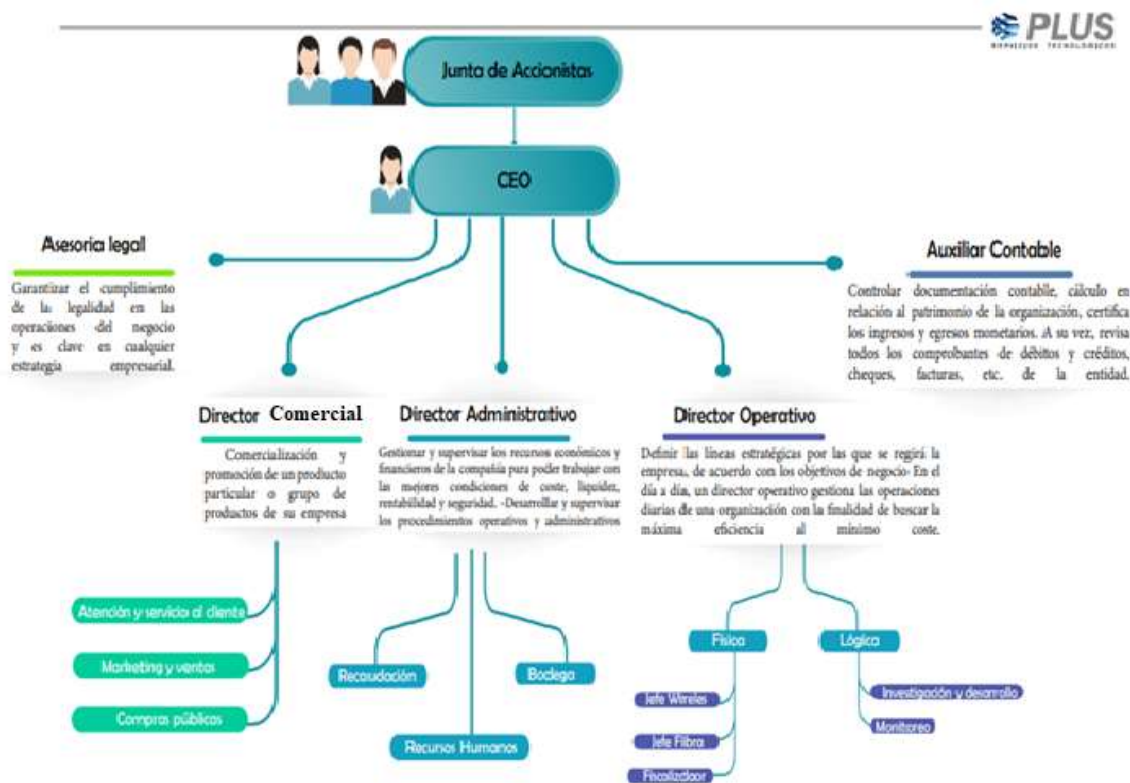 PLUS
SERVICIOS TECNOLÓGICOS
Junta de Accionistas
CEO
Asesoria legal
Garantizar el cumplimiento
de la legalidad en las
operaciones del negocio
y es clave en cualquier
estrategia empresarial.
Auxiliar Contable
Controlar documentación contable, cálculo en
relación al patrimonio de la organización, certifica
los ingresos y egresos monetarios. A su vez, revisa
todos los comprobantes de débitos y créditos,
cheques, facturas, etc. de la entidad.
Director Comercial
Comercialización y
promoción de un producto
particular o grupo de
productos de su empresa
Director Administrativo
Gestionar y supervisar los recursos económicos y
financieros de la compañía para poder trabajar con
las mejores condiciones de coste, liquidez,
rentabilidad y seguridad. -Desarrollar y supervisar
los procedimientos operativos y administrativos
Director Operativo
Definir las líneas estratégicas por las que se regirá la
empresa, de acuerdo con los objetivos de negocio- En el
día a día, un director operativo gestiona las operaciones
diarias de una organización con la finalidad de buscar la
máxima eficiencia al mínimo coste.
Atención y servicios al cliente
Marketing y ventas
Compras públicas
Recaudación
Bodega
Recursos Humanos
Física
Lógica
Jefe Wireles
Jefe Fibra
Fiscalizador
Investigación y desarrollo
Monitoreo